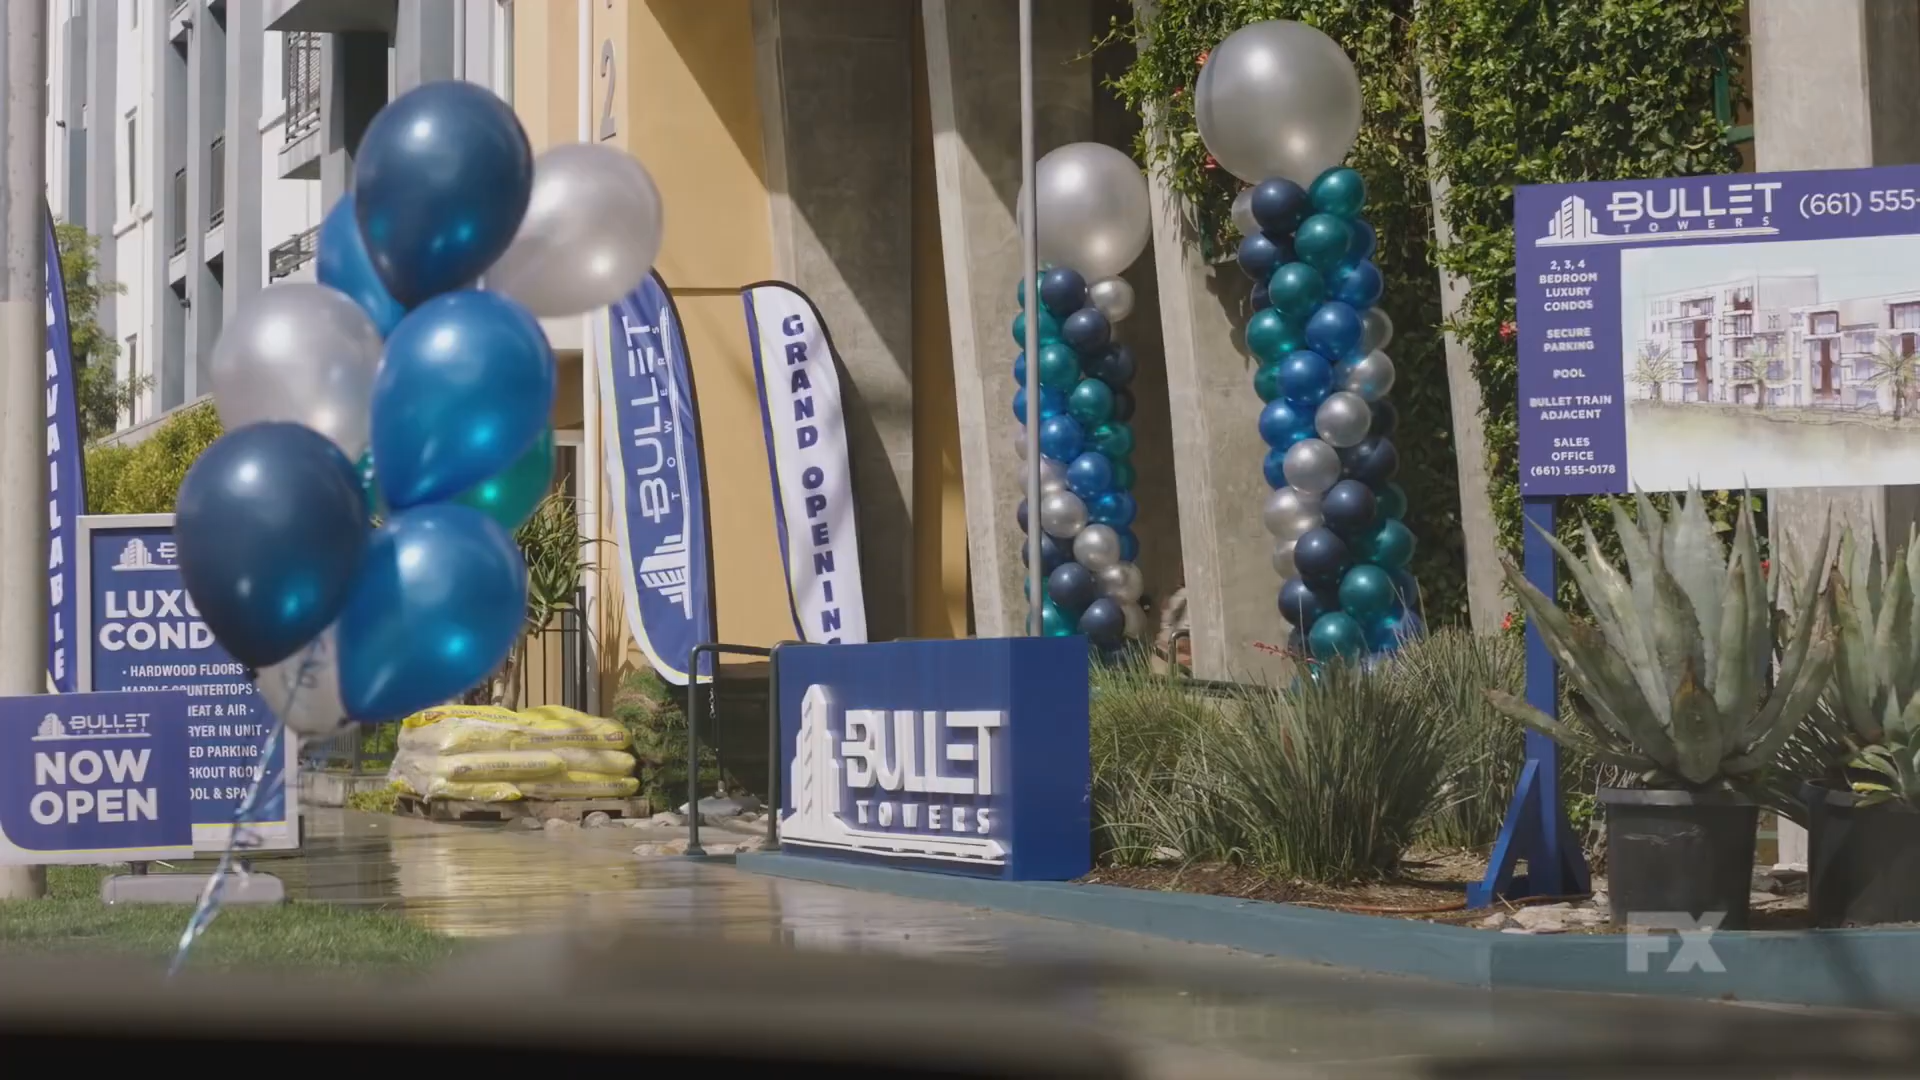 2
AVAILABLE
LUXU
COND
• HARDWOOD FLOORS •
MARBLE COUNTERTOPS •
HEAT & AIR •
RYER IN UNIT •
ED PARKING •
RKOUT ROOM •
OOL & SPA
BULLET
TOWERS
NOW
OPEN
BULLET
TOWERS
GRAND OPENING
BULLET
TOWERS
BULLET
TOWERS
(661) 555-
2, 3, 4
BEDROOM
LUXURY
CONDOS
SECURE
PARKING
POOL
BULLET TRAIN
ADJACENT
SALES
OFFICE
(661) 555-0178
FX